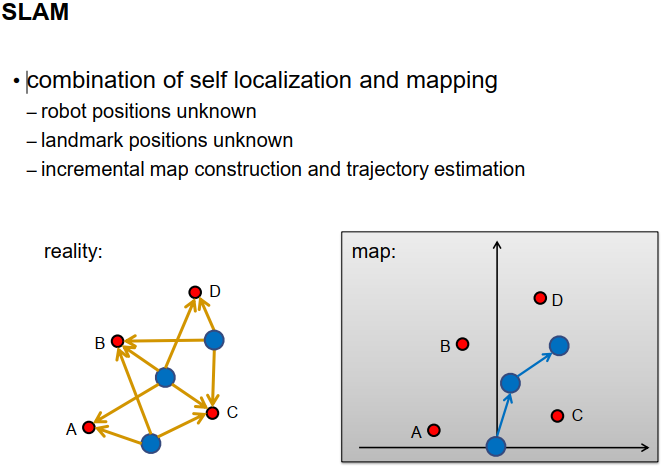 SLAM
• combination of self localization and mapping
– robot positions unknown
– landmark positions unknown
– incremental map construction and trajectory estimation
reality:
D
B
C
A
map:
D
B
C
A